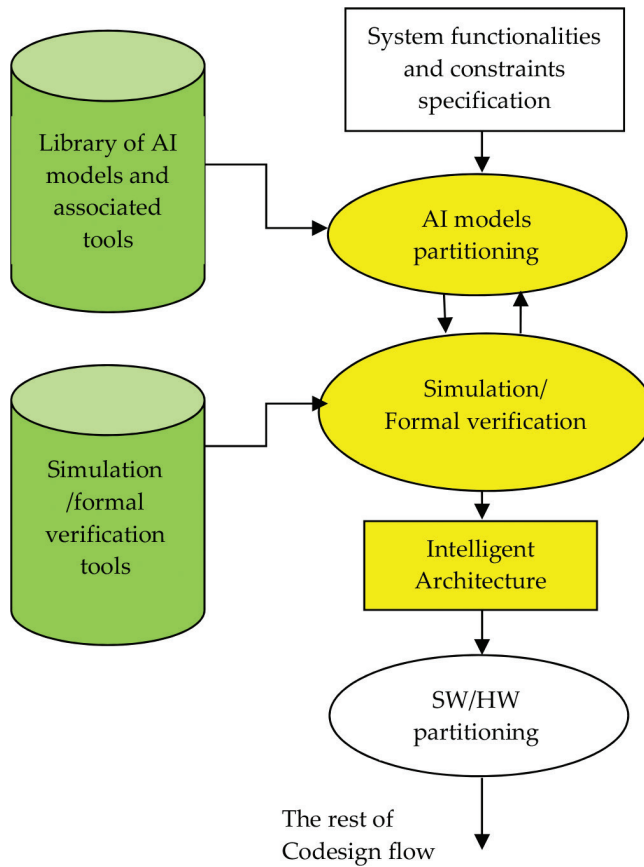 System functionalities
and constraints
specification
Library of AI
models and
associated
tools
AI models
partitioning
Simulation/
Formal verification
Simulation
/formal
verification
tools
Intelligent
Architecture
SW/HW
partitioning
The rest of
Codesign flow